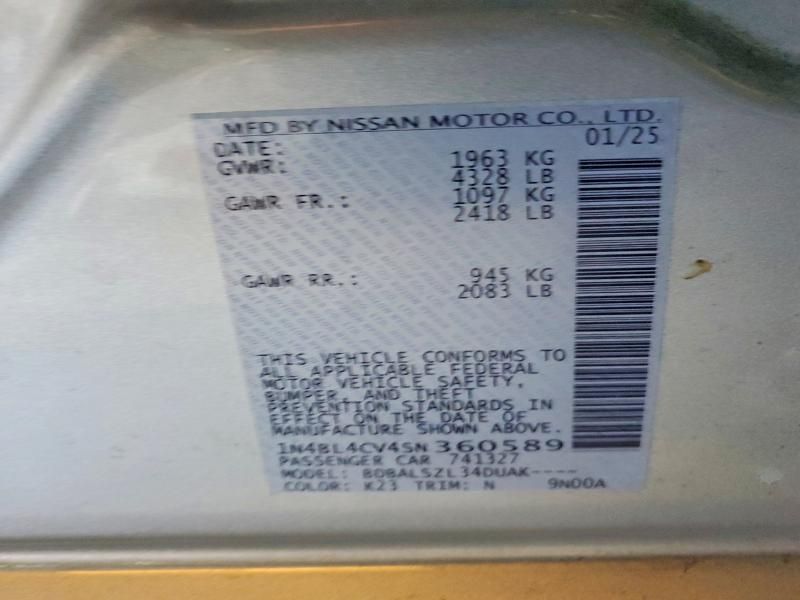 MFD BY NISSAN MOTOR CO., LTD.
DATE: 01/25
GVWR: 1963 KG
4328 LB
GAWR FR.: 1097 KG
2418 LB
GAWR RR.: 945 KG
2083 LB
THIS VEHICLE CONFORMS TO
ALL APPLICABLE FEDERAL
MOTOR VEHICLE SAFETY,
BUMPER, AND THEFT
PREVENTION STANDARDS IN
EFFECT ON THE DATE OF
MANUFACTURE SHOWN ABOVE.
1N4BL4CV4SN360589
PASSENGER CAR 741327
MODEL: BDBALSZL34DUAK----
COLOR: K23 TRIM: N 9N00A